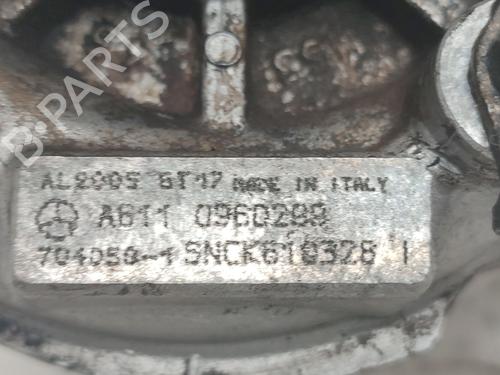 AL2005 GT17 MADE IN ITALY
A611 0960299
704059-1 SNCK610328 I
B-PARTS